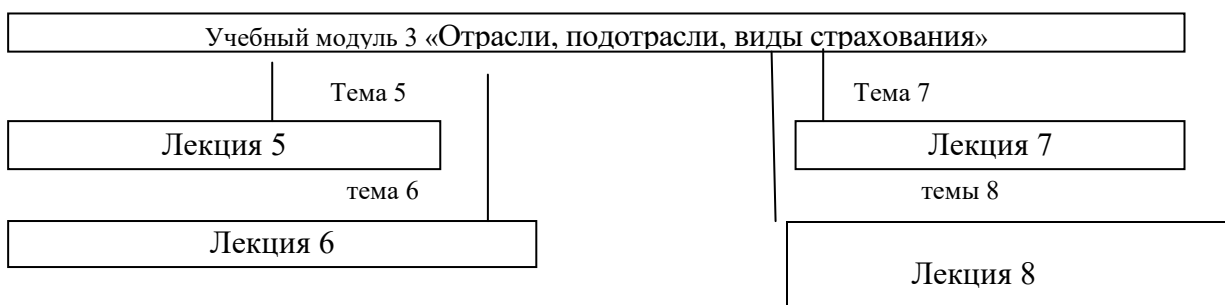 Учебный модуль 3 «Отрасли, подотрасли, виды страхования»
Тема 5
Тема 7
Лекция 5
Лекция 7
тема 6
темы 8
Лекция 6
Лекция 8